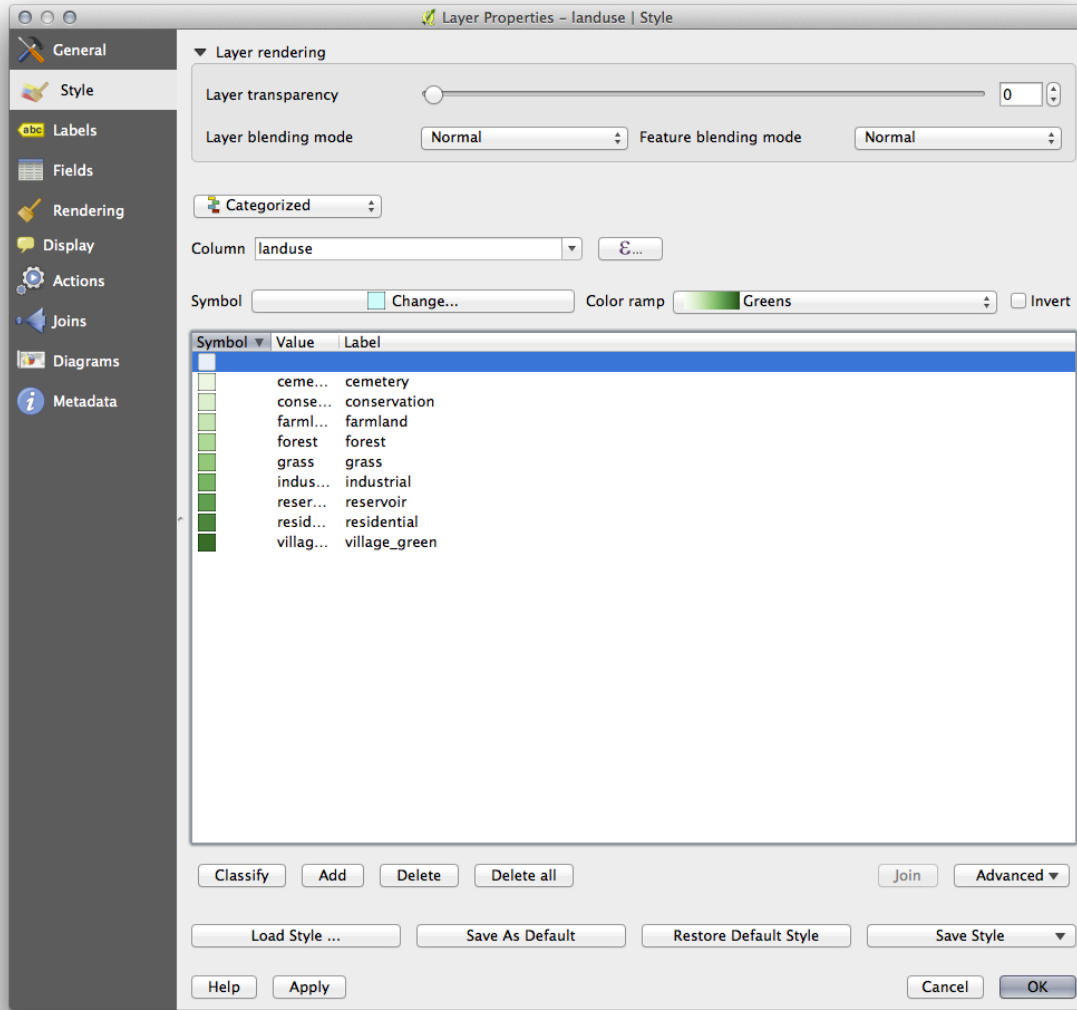 Layer Properties – landuse | Style
General
Style
abc Labels
Fields
Rendering
Display
Actions
Joins
Diagrams
Metadata
Layer rendering
Layer transparency 0
Layer blending mode Normal Feature blending mode Normal
Categorized
Column landuse ε...
Symbol Change... Color ramp Greens Invert
Symbol Value Label
ceme... cemetery
conse... conservation
farml... farmland
forest forest
grass grass
indus... industrial
reser... reservoir
resid... residential
villag... village_green
Classify Add Delete Delete all Join Advanced
Load Style ... Save As Default Restore Default Style Save Style
Help Apply Cancel OK